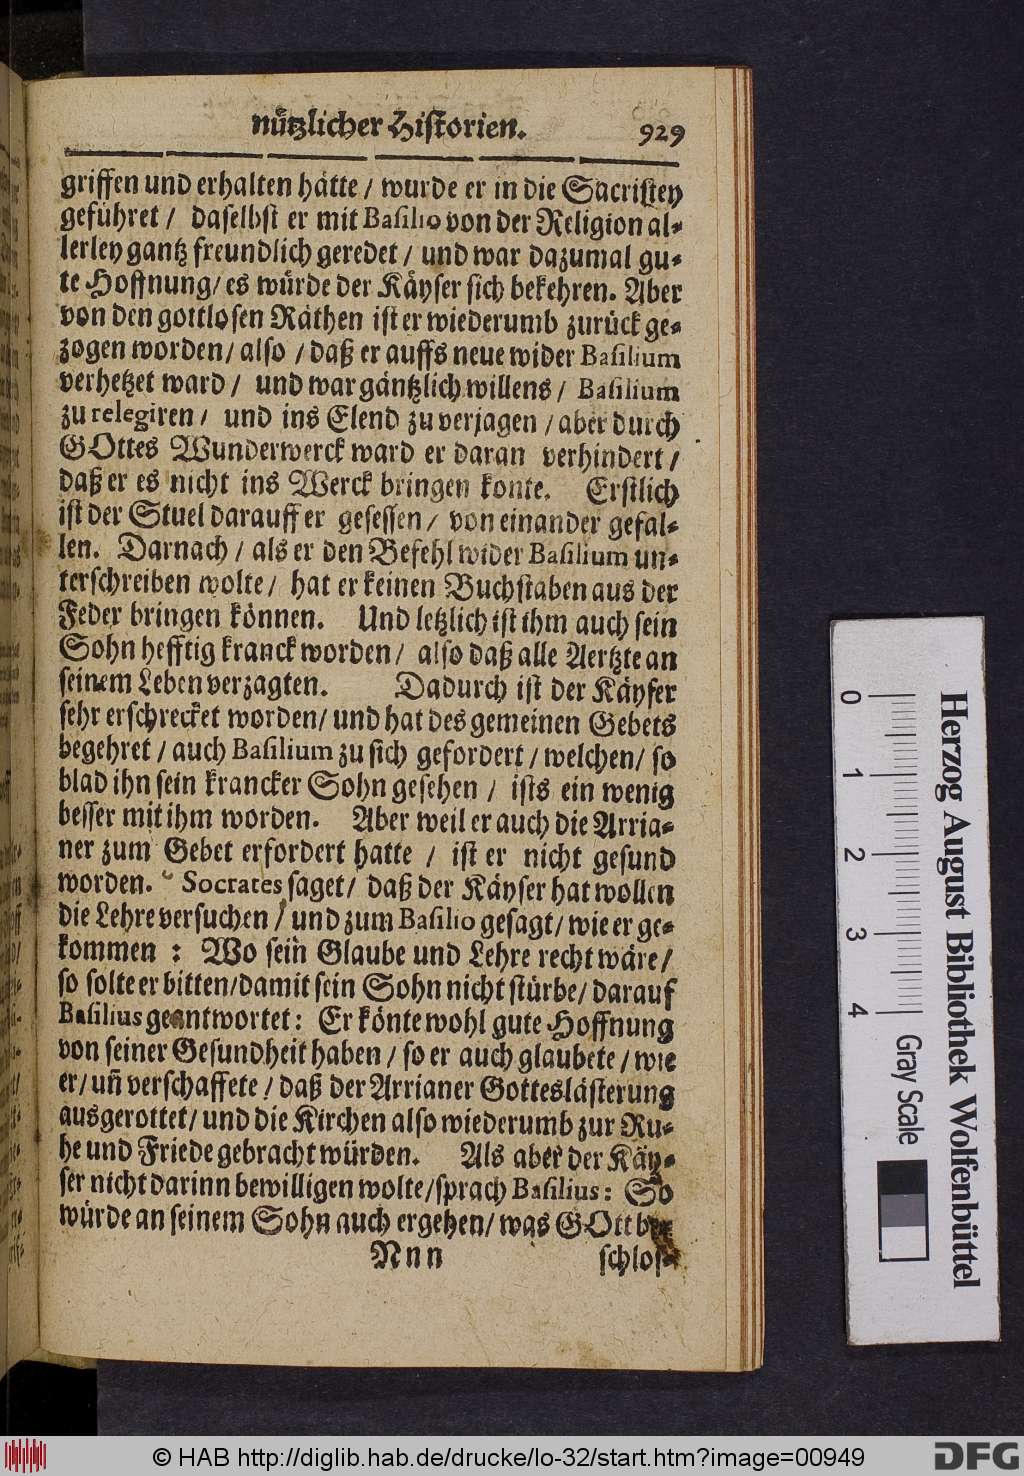 nützlicher Historien. 929
griffen und erhalten hätte / wurde er in die Sacristey
geführet / daselbst er mit Basilio von der Religion al-
lerley gantz freundlich geredet / und war dazumal gu-
te Hoffnung/ es würde der Käyser sich bekehren. Aber
von den gottlosen Räthen ist er wiederumb zurück ge-
zogen worden/ also / daß er auffs neue wider Basilium
verhetzet ward / und war gäntzlich willens / Basilium
zu relegiren / und ins Elend zu verjagen / aber durch
GOttes Wunderwerck ward er daran verhindert /
daß er es nicht ins Werck bringen konte. Erstlich
ist der Stuel darauff er gesessen / von einander gefal-
len. Darnach / als er den Befehl wider Basilium un-
terschreiben wolte / hat er keinen Buchstaben aus der
Feder bringen können. Und letzlich ist ihm auch sein
Sohn hefftig kranck worden / also daß alle Aertzte an
seinem Leben verzagten. Dadurch ist der Käyser
sehr erschrecket worden/ und hat des gemeinen Gebets
begehret / auch Basilium zu sich gefordert / welchen/ so
blad ihn sein krancker Sohn gesehen / ists ein wenig
besser mit ihm worden. Aber weil er auch die Arria-
ner zum Gebet erfordert hatte / ist er nicht gesund
worden. Socrates saget / daß der Käyser hat wollen
die Lehre versuchen / und zum Basilio gesagt / wie er ge-
kommen : Wo sein Glaube und Lehre recht wäre /
so solte er bitten/damit sein Sohn nicht stürbe/ darauf
Basilius geantwortet: Er könte wohl gute Hoffnung
von seiner Gesundheit haben / so er auch glaubete / wie
er/ uñ verschaffete / daß der Arrianer Gotteslästerung
ausgerottet / und die Kirchen also wiederumb zur Ru-
he und Friede gebracht würden. Als aber der Käy-
ser nicht darinn bewilligen wolte /sprach Basilius: So
würde an seinem Sohn auch ergehen / was GOtt be-
Nnn schlos-
Herzog August Bibliothek Wolfenbüttel
0 1 2 3 4 Gray Scale
© HAB http://diglib.hab.de/drucke/lo-32/start.htm?image=00949
DFG